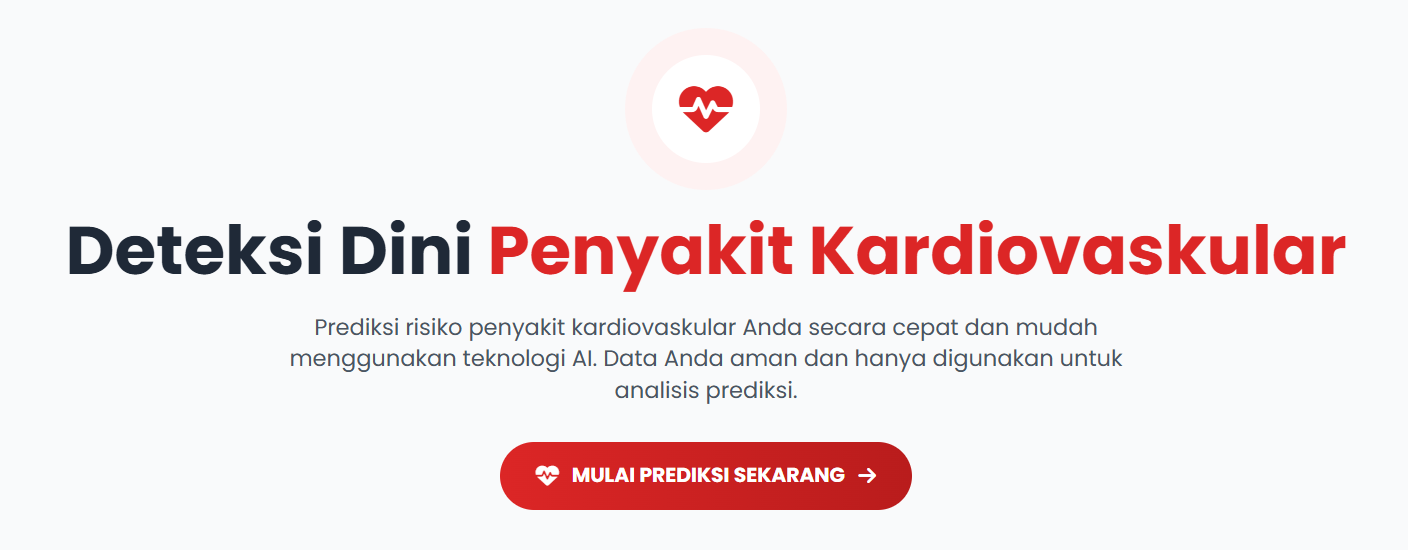 Deteksi Dini Penyakit Kardiovaskular
Prediksi risiko penyakit kardiovaskular Anda secara cepat dan mudah
menggunakan teknologi AI. Data Anda aman dan hanya digunakan untuk
analisis prediksi.
MULAI PREDIKSI SEKARANG →